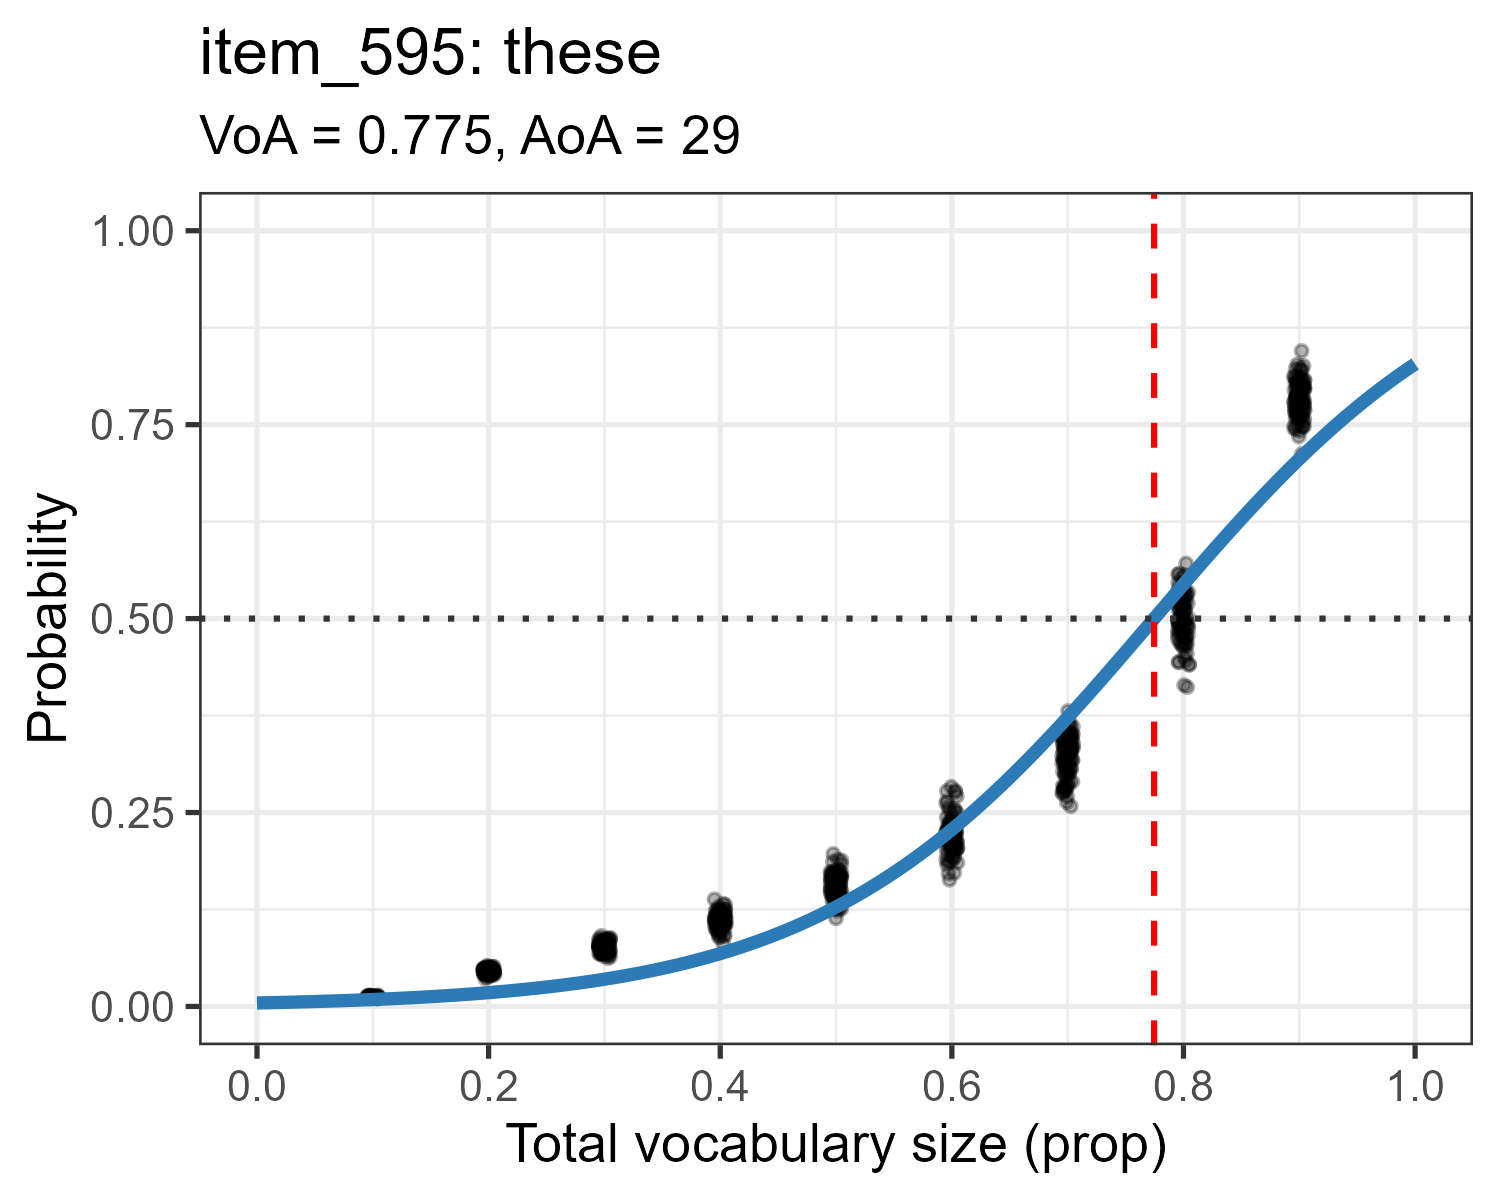 item_595: these
VoA = 0.775, AoA = 29
Probability
1.00
0.75
0.50
0.25
0.00
0.0 0.2 0.4 0.6 0.8 1.0
Total vocabulary size (prop)